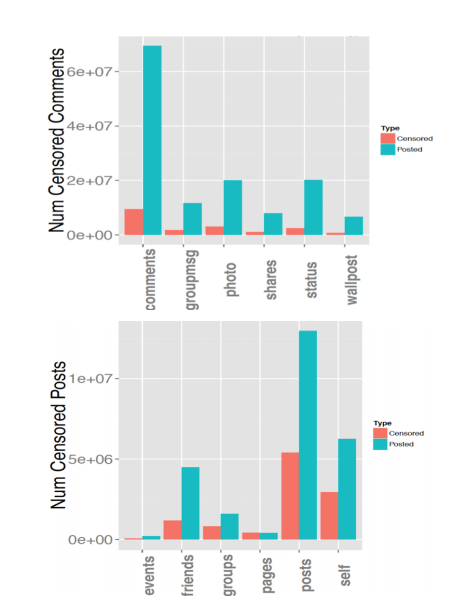 Num Censored Comments
6e+07
4e+07
2e+07
0e+00
comments
groupmsg
photo
shares
status
wallpost
Type
Censored
Posted
Num Censored Posts
1e+07
5e+06
0e+00
events
friends
groups
pages
posts
self
Type
Censored
Posted